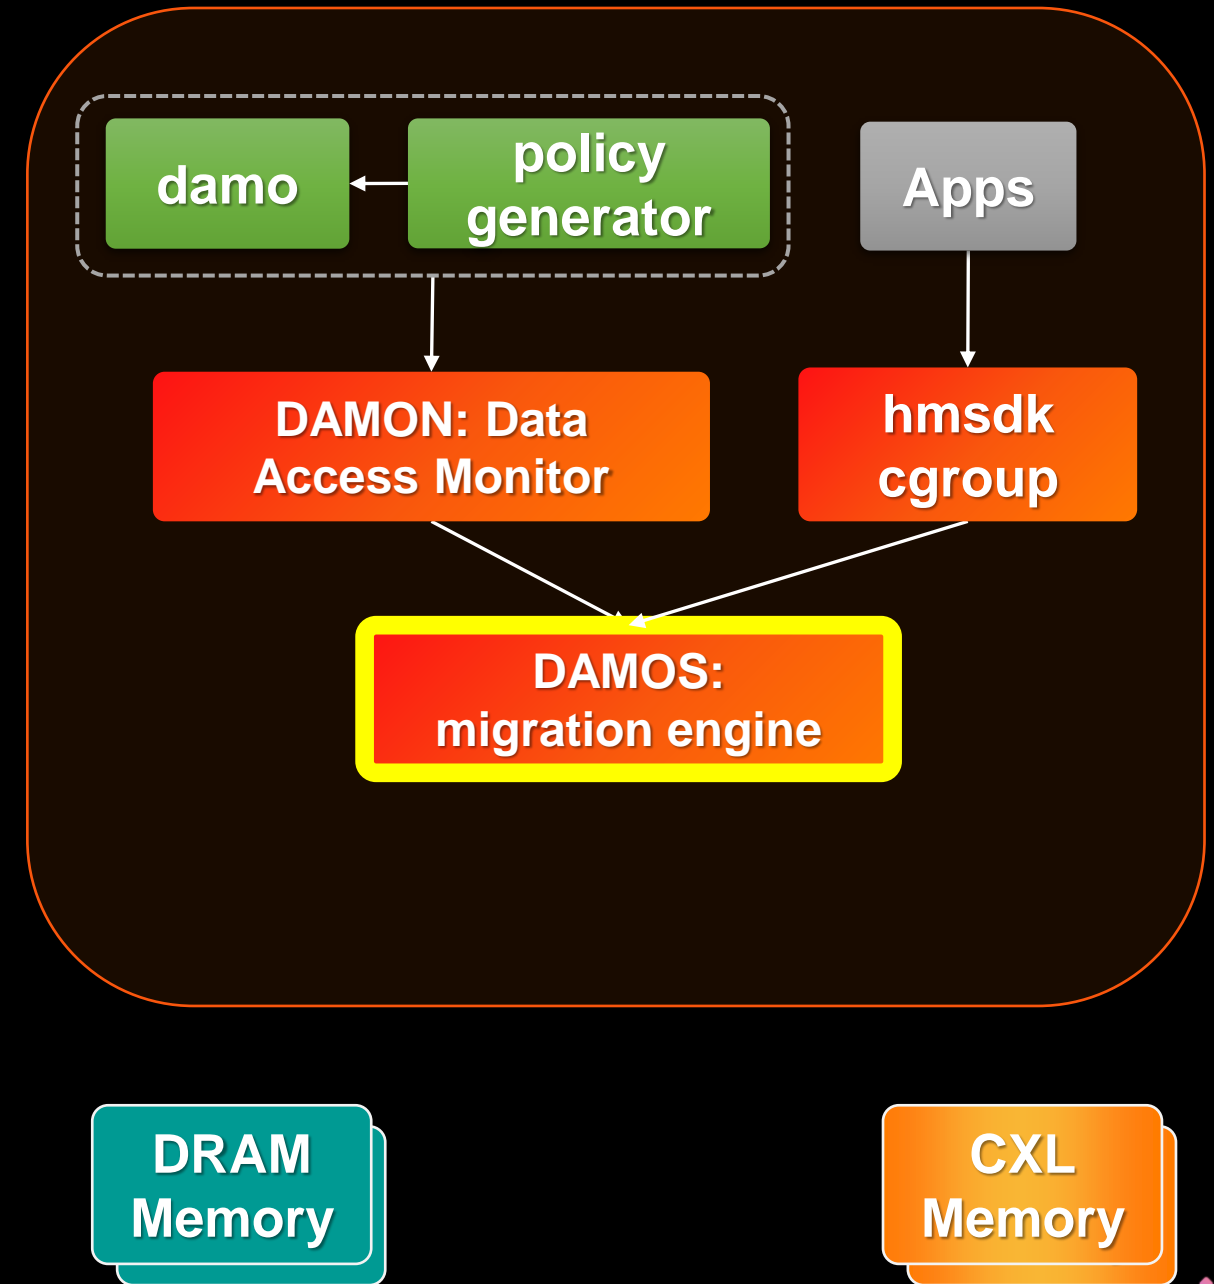 damo
policy
generator
Apps
DAMON: Data
Access Monitor
hmsdk
cgroup
DAMOS:
migration engine
DRAM
Memory
CXL
Memory